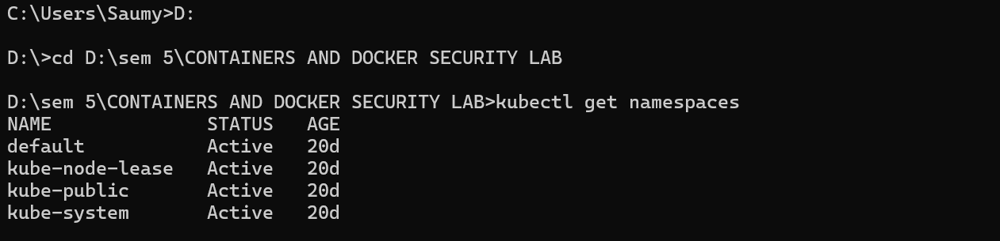 C:\Users\Saumy>D:
D:\>cd D:\sem 5\CONTAINERS AND DOCKER SECURITY LAB
D:\sem 5\CONTAINERS AND DOCKER SECURITY LAB>kubectl get namespaces
NAME              STATUS   AGE
default           Active   20d
kube-node-lease   Active   20d
kube-public       Active   20d
kube-system       Active   20d